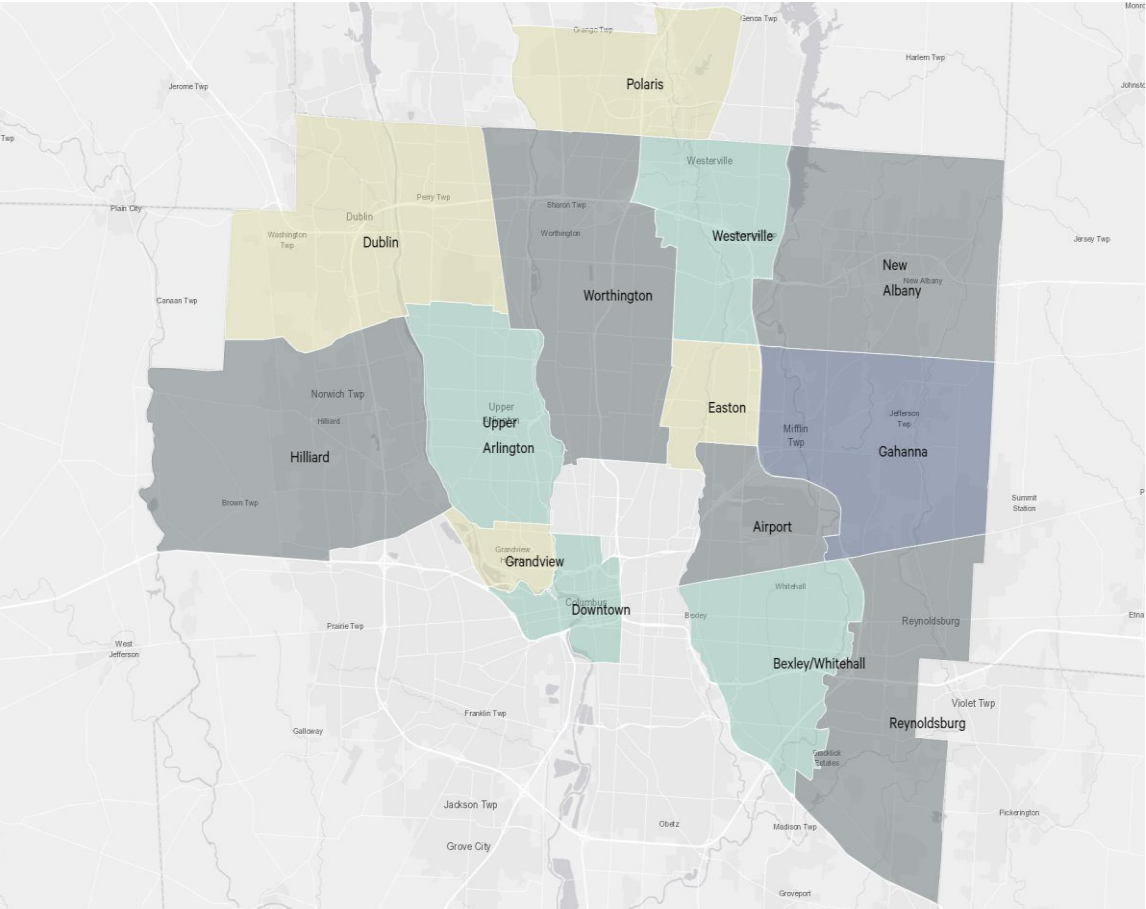 Monro
Genoa Twp
Orange Twp
Harlem Twp
Polaris
Jerome Twp
Johnsto
Twp
Westerville
Perry Twp
Sharon Twp
Plain City
Dublin
Washington
Twp
Worthington
Westerville
Dublin
Jersey Twp
New
Albany
New Albany
Worthington
Canaan Twp
Norwich Twp
Upper
Upper
Arlington
Easton
Jefferson
Twp
Mifflin
Twp
Hilliard
Gahanna
Hilliard
Summit
Station
P
Brown Twp
Airport
Grandview
Grandview
Whitehall
Columbus
Downtown
Bexley
Reynoldsburg
Etna
Prairie Twp
West
Jefferson
Bexley/Whitehall
Violet Twp
Franklin Twp
Reynoldsburg
Galloway
Blacklick
Estates
Jackson Twp
Pickerington
Obetz
Madison Twp
Grove City
Groveport